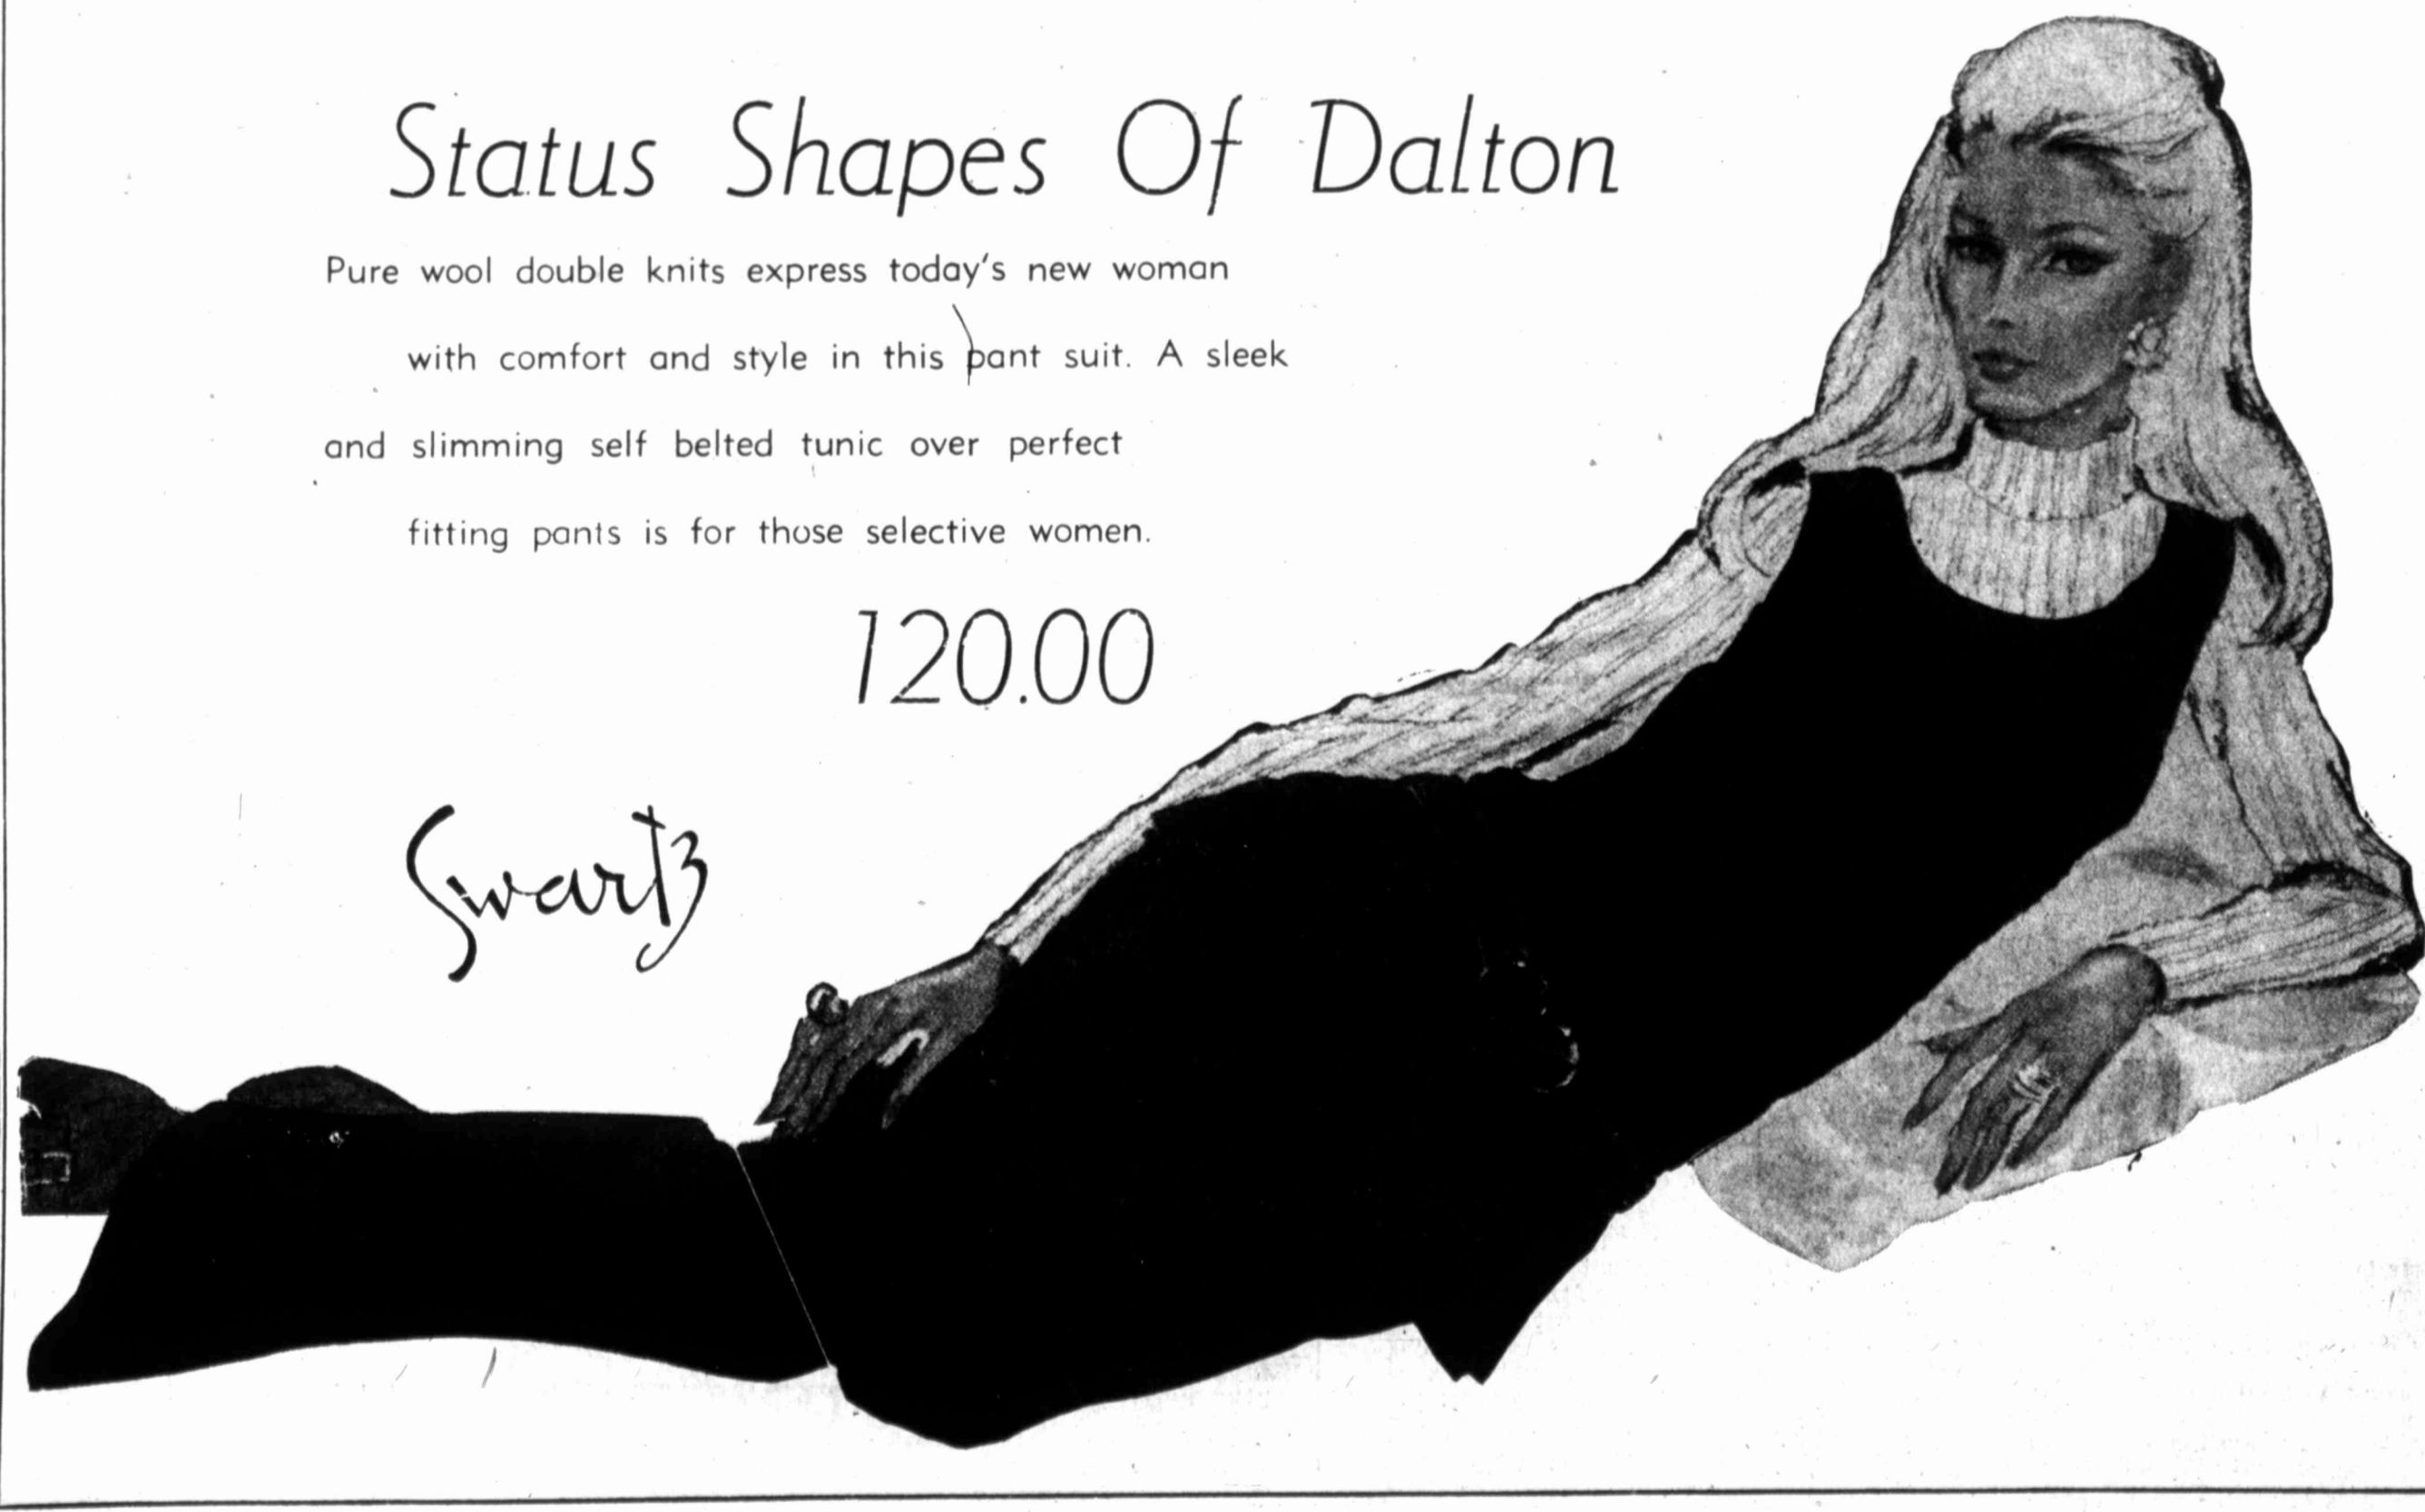 Status Shapes Of Dalton
Pure wool double knits express today's new woman
with comfort and style in this pant suit. A sleek
and slimming self belted tunic over perfect
fitting pants is for those selective women.
120.00
Swartz